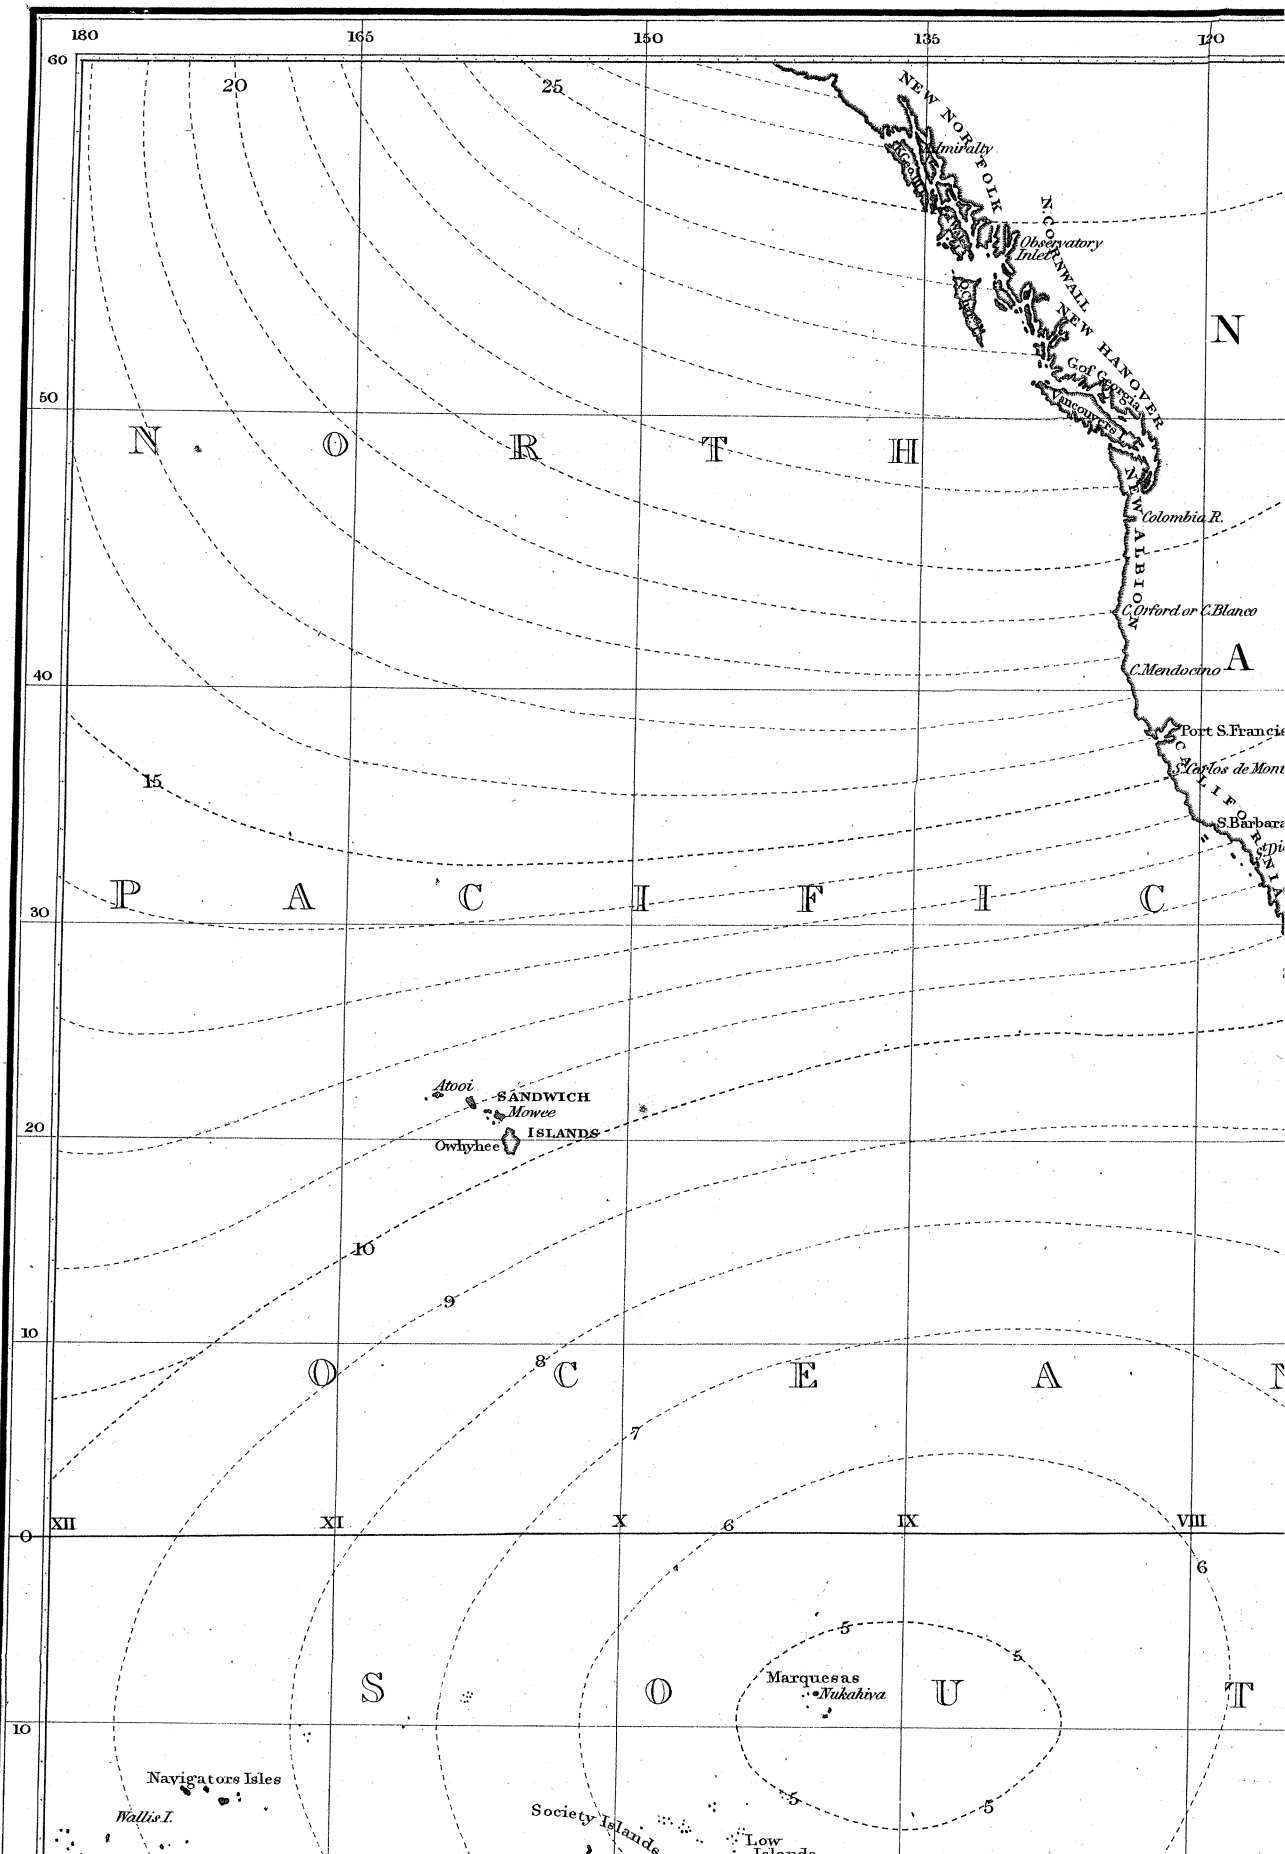 180 165 150 135 120
60
20 25
NEW NORFOLK
Admiralty
K. Geo. III
N. CORNWALL
Observatory
Inlet
NEW HANOVER
N
G. of Georgia
Vancouvers
50
N O R T H
NEW ALBION
Colombia R.
C. Orford or C. Blanco
A
40
C. Mendocino
Port S. Francis
CALIFORNIA
15
S. Carlos de Mont
S. Barbara
30
P A C I F I C
Atooi
SANDWICH
Mowee
20
ISLANDS
Owhyhee
10
9
10
8
O C E A N
7
XII XI X IX VIII
0
6
6
5
5
Marquesas
Nukahiva
S O U T
10
Navigators Isles
Wallis I.
5
5
Society Islands
Low
Islands